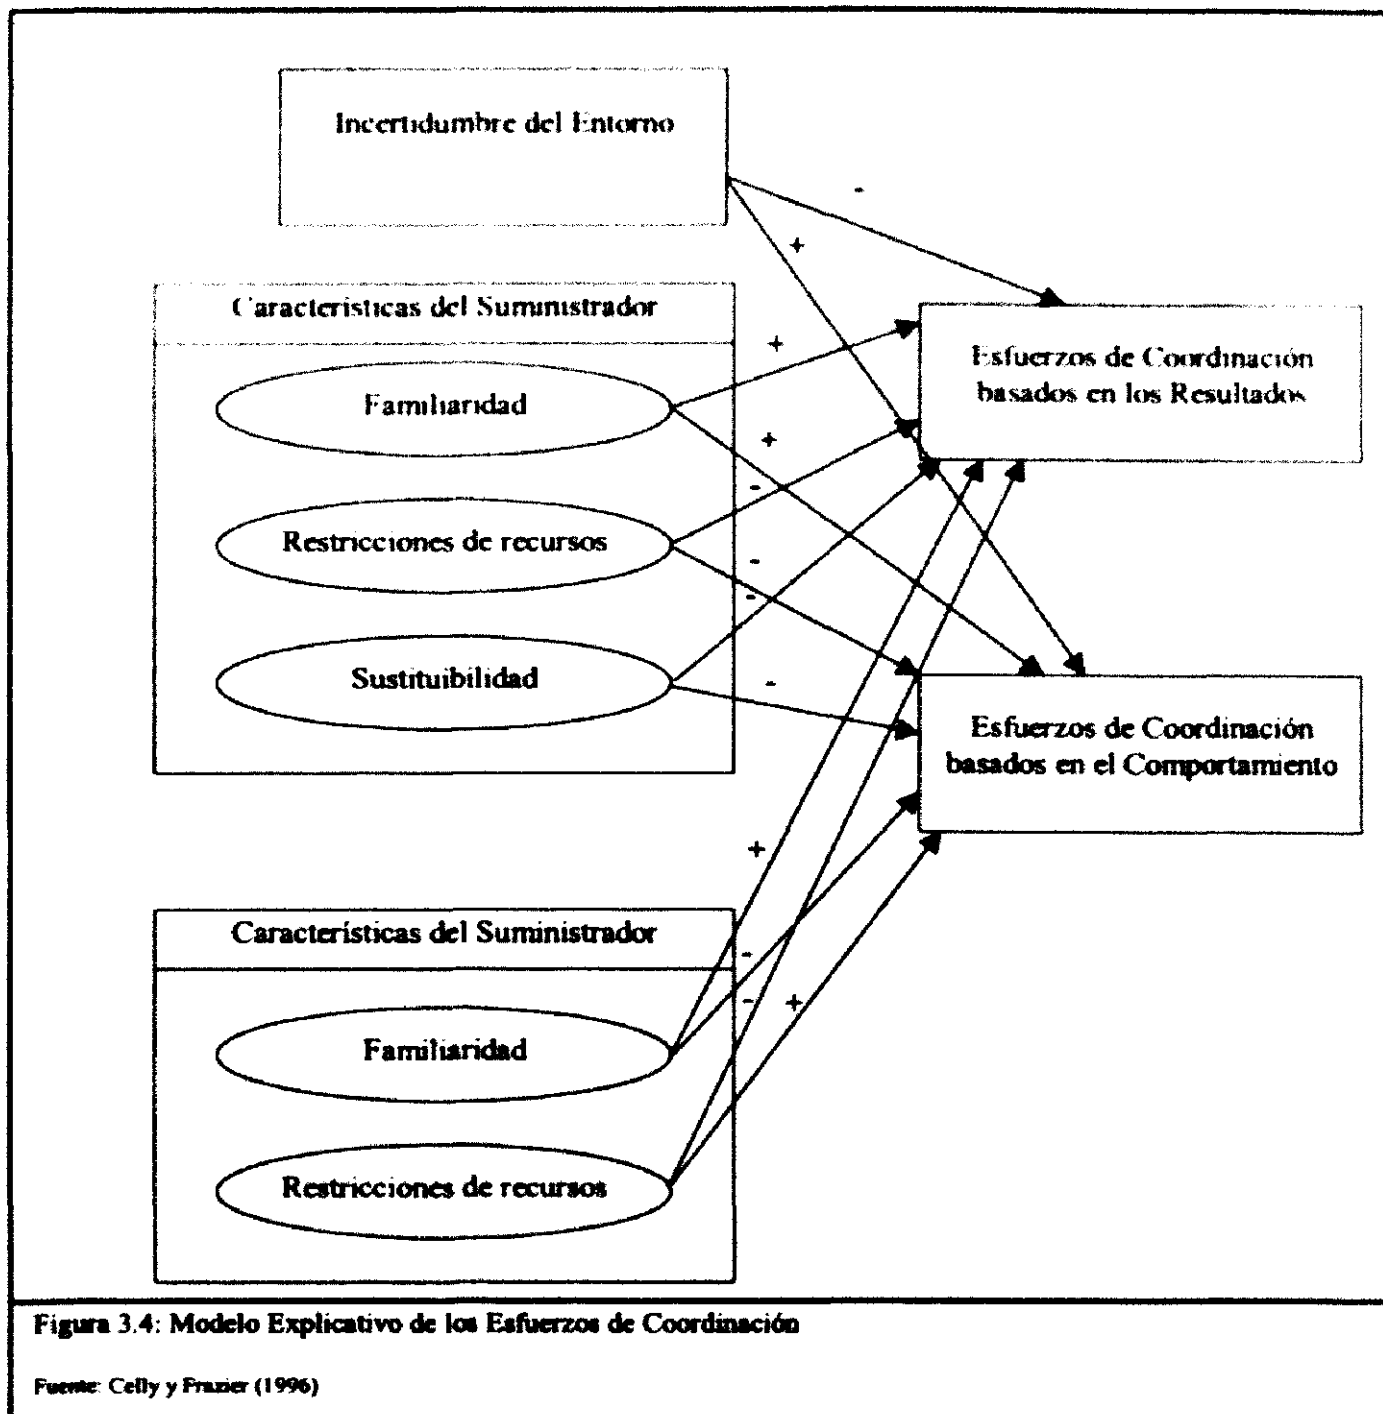 Incertidumbre del Entorno
-
+
Características del Suministrador
Familiaridad
Restricciones de recursos
Sustituibilidad
+
+
-
-
-
-
Esfuerzos de Coordinación
basados en los Resultados
Esfuerzos de Coordinación
basados en el Comportamiento
Características del Suministrador
Familiaridad
Restricciones de recursos
+
-
-
+
Figura 3.4: Modelo Explicativo de los Esfuerzos de Coordinación
Fuente: Celly y Frazier (1996)